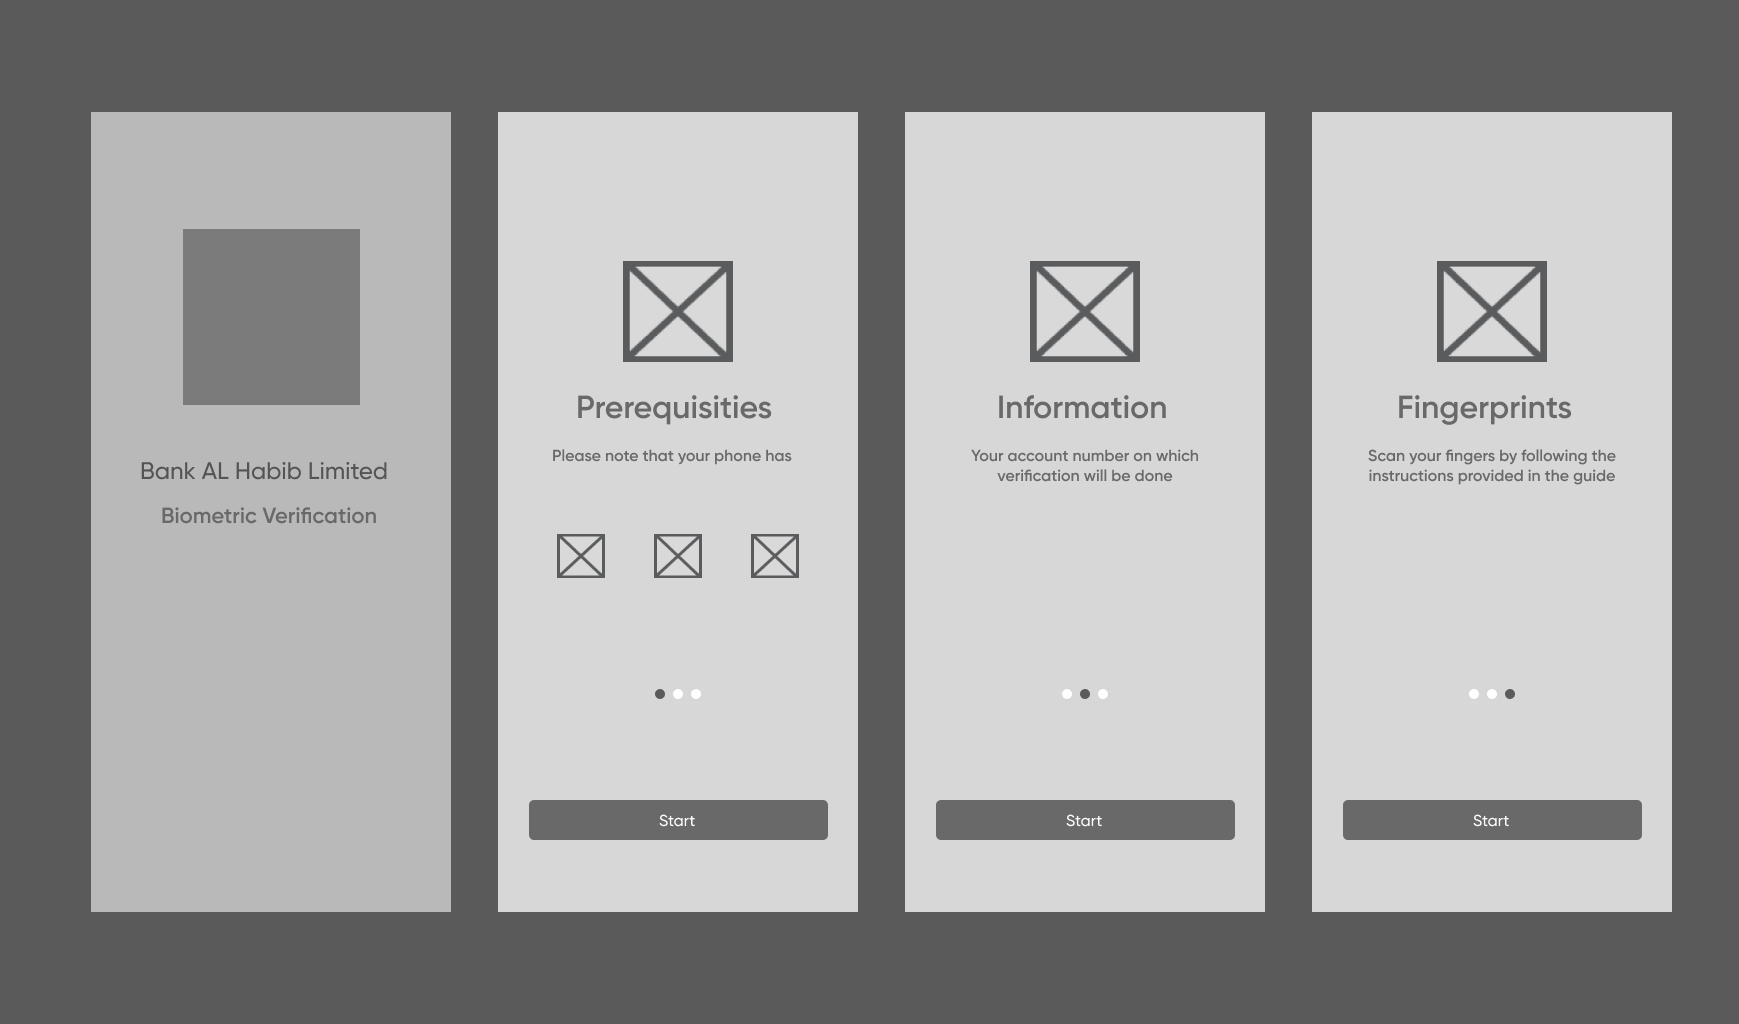 Bank AL Habib Limited
Biometric Verification
Prerequisities
Please note that your phone has
Start
Information
Your account number on which
verification will be done
Start
Fingerprints
Scan your fingers by following the
instructions provided in the guide
Start